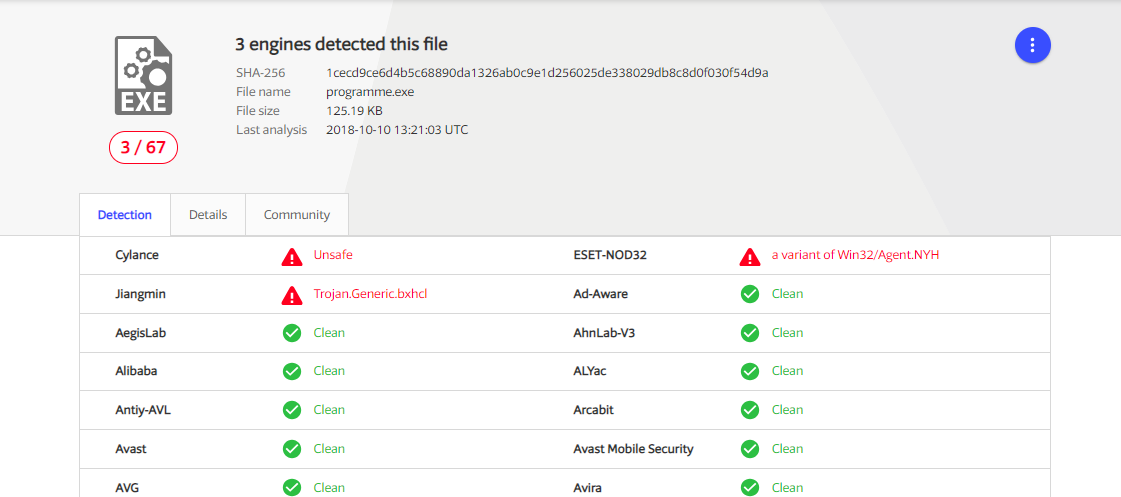 3 engines detected this file
SHA-256 1cecd9ce6d4b5c68890da1326ab0c9e1d256025de338029db8c8d0f030f54d9a
File name programme.exe
File size 125.19 KB
Last analysis 2018-10-10 13:21:03 UTC
EXE
3 / 67
Detection Details Community
Cylance Unsafe ESET-NOD32 a variant of Win32/Agent.NYH
Jiangmin Trojan.Generic.bxhcl Ad-Aware Clean
AegisLab Clean AhnLab-V3 Clean
Alibaba Clean ALYac Clean
Antiy-AVL Clean Arcabit Clean
Avast Clean Avast Mobile Security Clean
AVG Clean Avira Clean